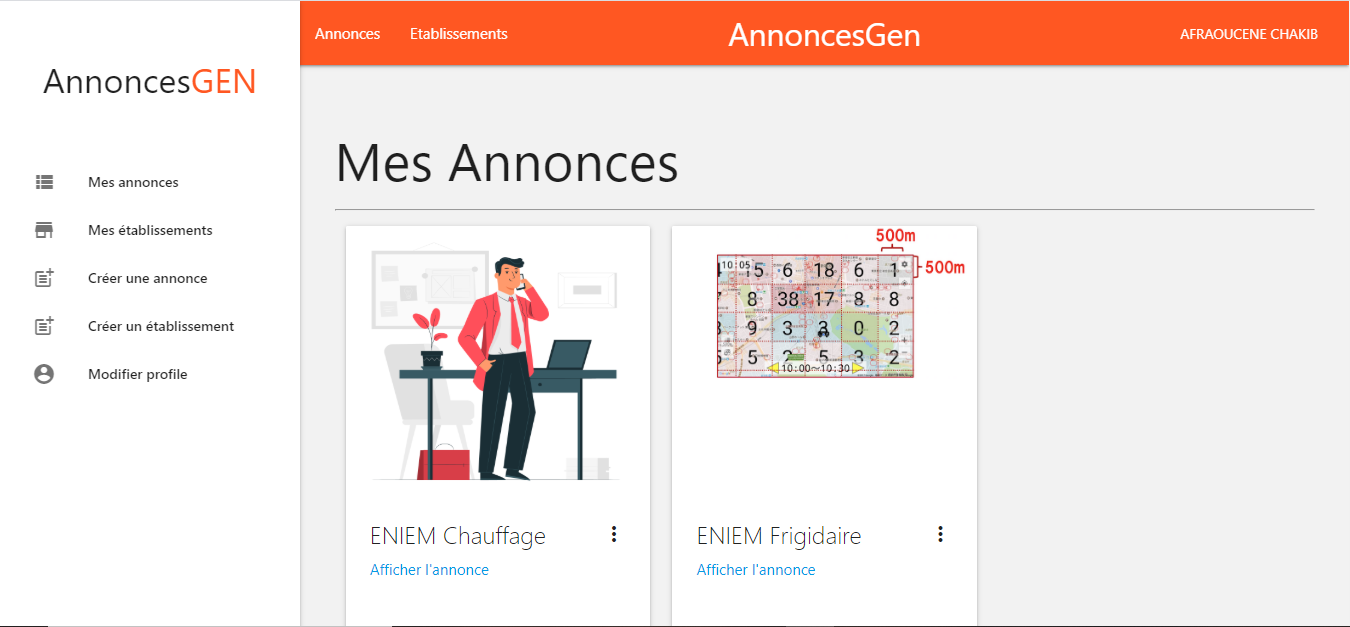 Annonces Etablissements AnnoncesGen AFRAOUCENE CHAKIB
AnnoncesGEN
Mes annonces
Mes établissements
Créer une annonce
Créer un établissement
Modifier profile
Mes Annonces
500m
500m
10:05 5 6 18 6 1
8 38 17 8 8
9 3 3 0 2
5 2 5 3 2
10:00~10:30
ENIEM Chauffage
Afficher l'annonce
ENIEM Frigidaire
Afficher l'annonce